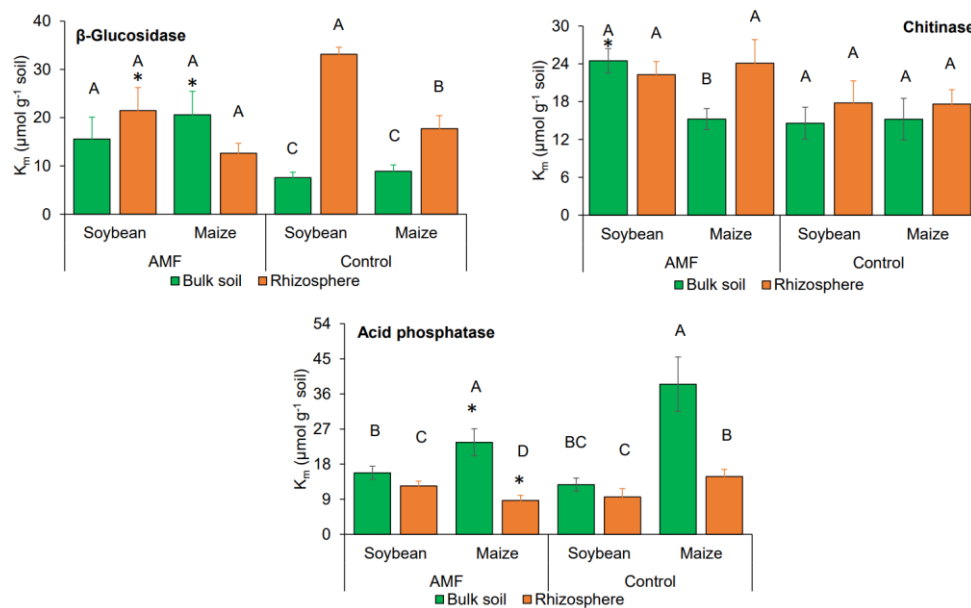 β-Glucosidase
K_m (µmol g⁻¹ soil)
40
30
20
10
0
A
A
*
A
*
A
C
A
C
B
Soybean Maize Soybean Maize
AMF Control
Bulk soil Rhizosphere
Chitinase
K_m (µmol g⁻¹ soil)
30
24
18
12
6
0
A
*
A
B
A
A
A
A
A
Soybean Maize Soybean Maize
AMF Control
Bulk soil Rhizosphere
Acid phosphatase
K_m (µmol g⁻¹ soil)
54
45
36
27
18
9
0
B
C
A
*
D
*
BC
C
A
B
Soybean Maize Soybean Maize
AMF Control
Bulk soil Rhizosphere